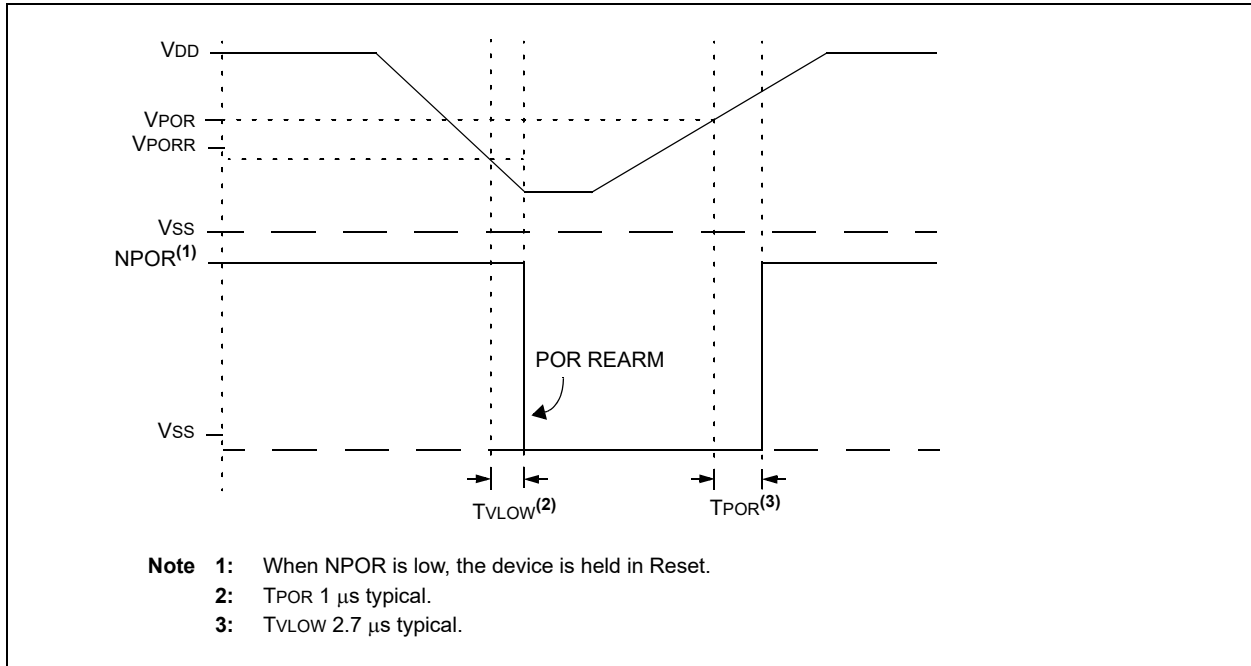 VDD
VPOR
VPORR
VSS
NPOR(1)
POR REARM
VSS
TVLOW(2)
TPOR(3)
Note 1: When NPOR is low, the device is held in Reset.
2: TPOR 1 μs typical.
3: TVLOW 2.7 μs typical.